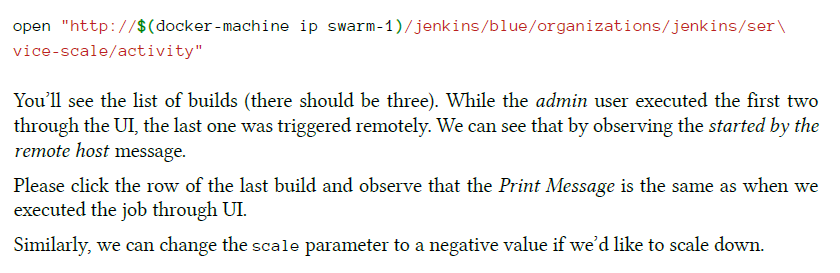 open "http://$(docker-machine ip swarm-1)/jenkins/blue/organizations/jenkins/ser\
vice-scale/activity"
You’ll see the list of builds (there should be three). While the admin user executed the first two
through the UI, the last one was triggered remotely. We can see that by observing the started by the
remote host message.
Please click the row of the last build and observe that the Print Message is the same as when we
executed the job through UI.
Similarly, we can change the scale parameter to a negative value if we’d like to scale down.